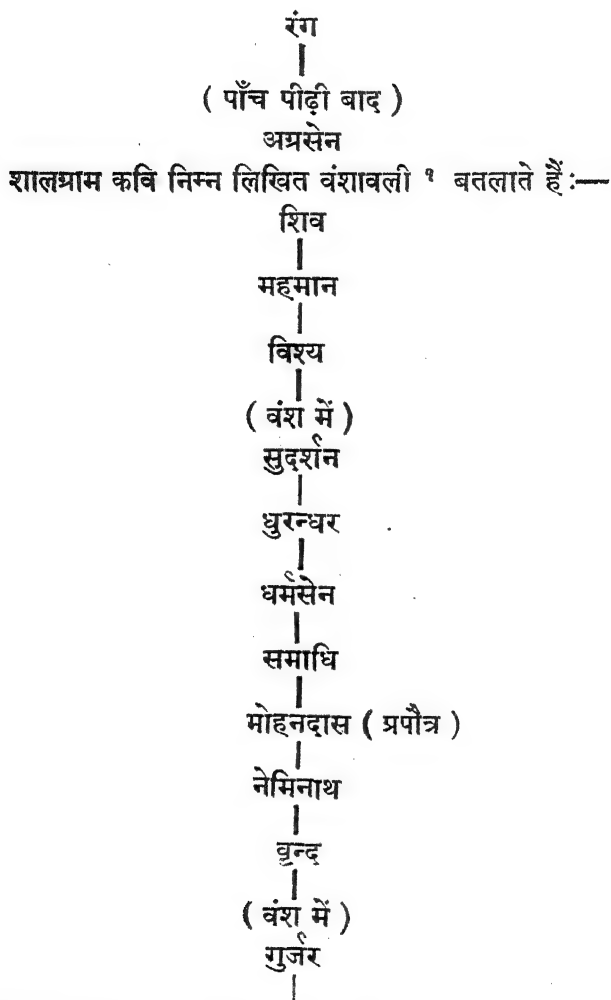 रंग
( पाँच पीढ़ी बाद )
अग्रसेन
शालग्राम कवि निम्न लिखित वंशावली १ बतलाते हैं:—
शिव
महमान
विश्य
( वंश में )
सुदर्शन
धुरन्धर
धर्मसेन
समाधि
मोहनदास ( प्रपौत्र )
नेमिनाथ
वृन्द
( वंश में )
गुर्जर